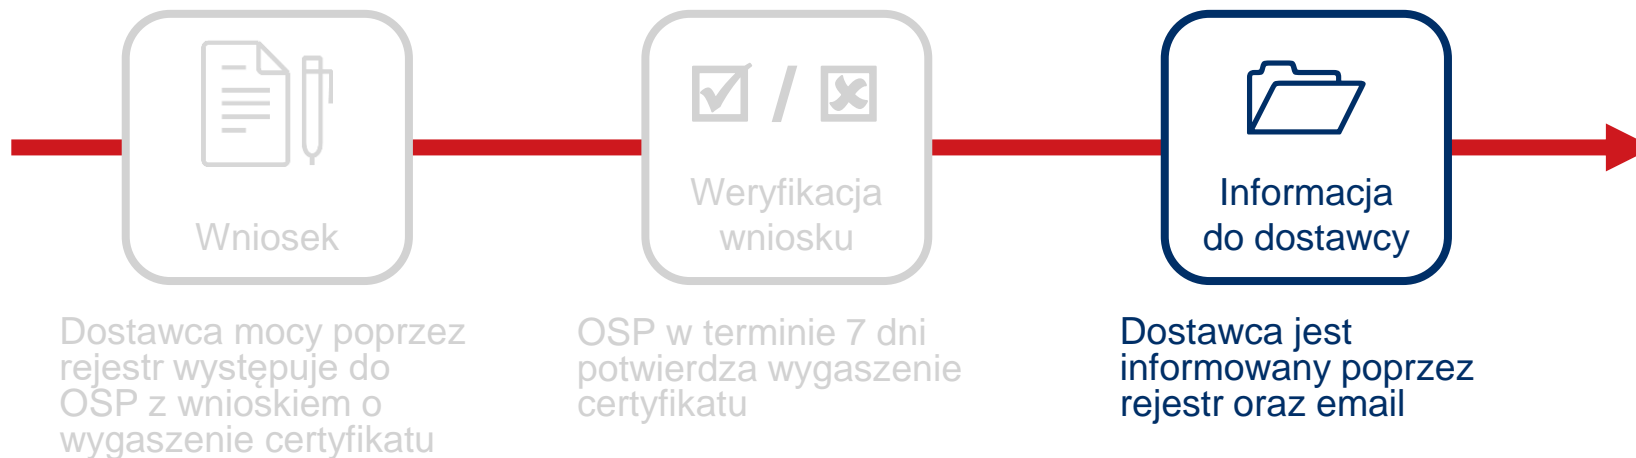 Wniosek
Weryfikacja
wniosku
Informacja
do dostawcy
Dostawca mocy poprzez
rejestr występuje do
OSP z wnioskiem o
wygaszenie certyfikatu
OSP w terminie 7 dni
potwierdza wygaszenie
certyfikatu
Dostawca jest
informowany poprzez
rejestr oraz email